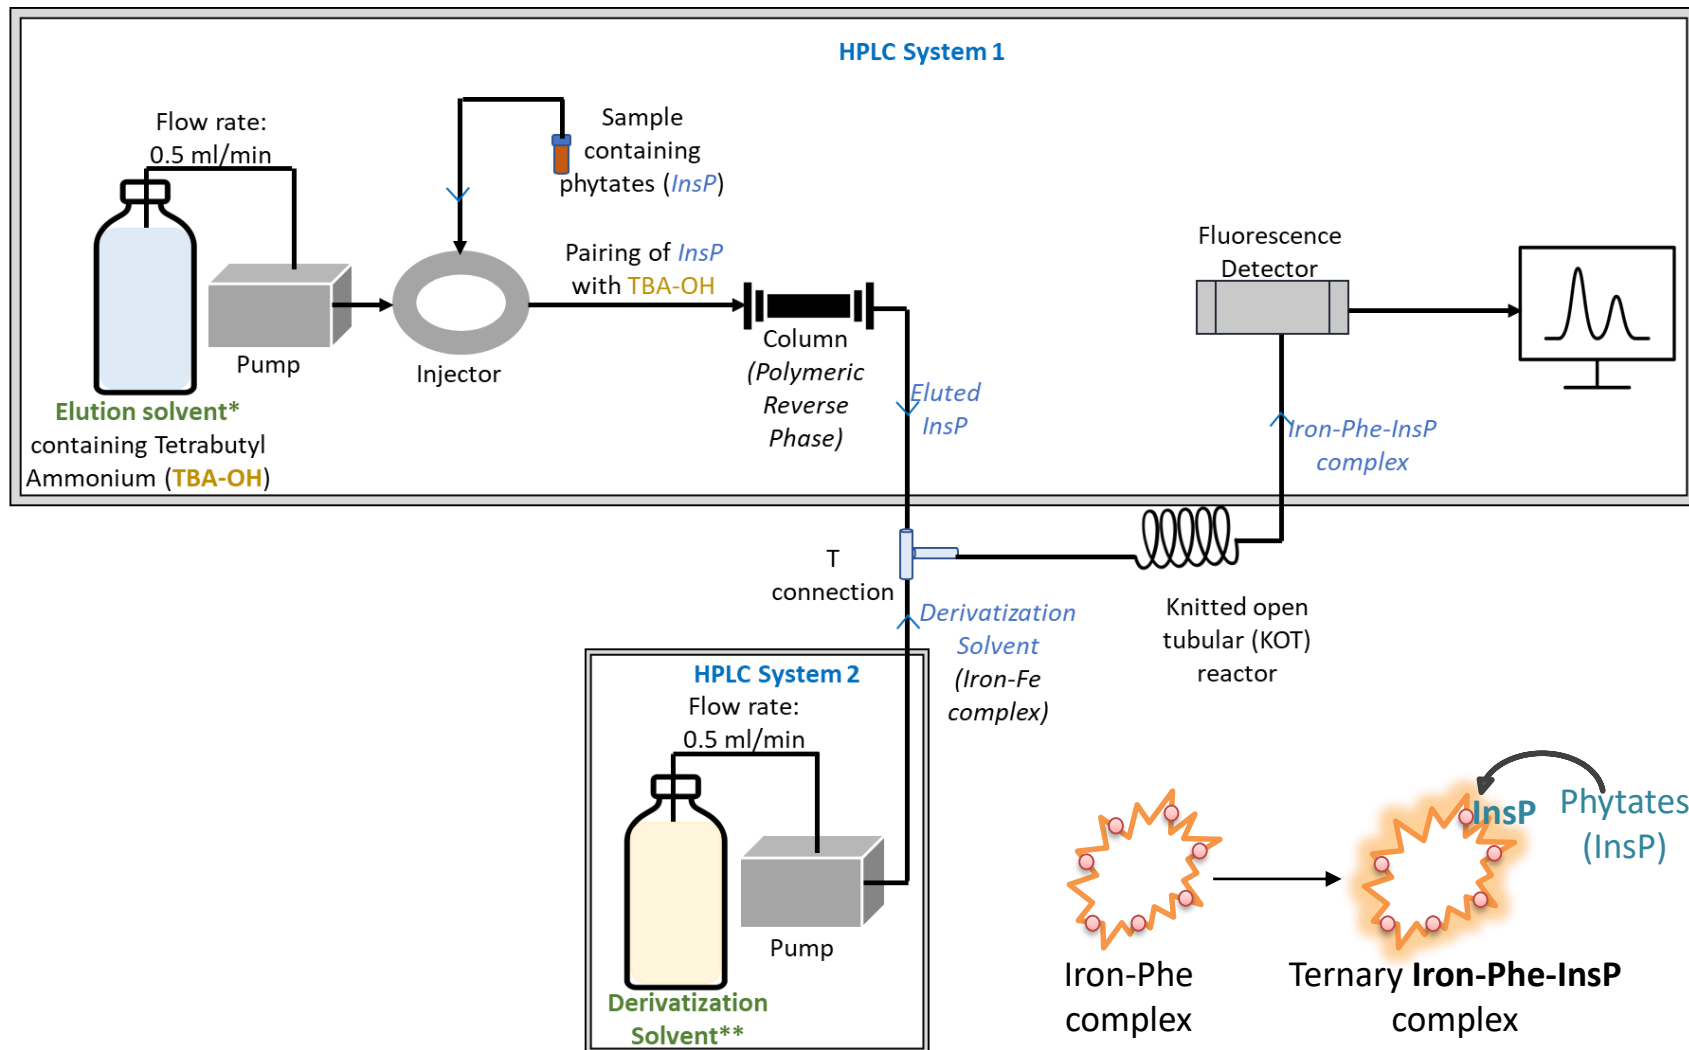 HPLC System 1
Flow rate:
0.5 ml/min
Sample
containing
phytates (InsP)
Pump
Injector
Pairing of InsP
with TBA-OH
Column
(Polymeric
Reverse
Phase)
Elution solvent*
containing Tetrabutyl
Ammonium (TBA-OH)
Eluted
InsP
Fluorescence
Detector
Iron-Phe-InsP
complex
T
connection
Knitted open
tubular (KOT)
reactor
Derivatization
Solvent
(Iron-Fe
complex)
HPLC System 2
Flow rate:
0.5 ml/min
Pump
Derivatization
Solvent**
Iron-Phe
complex
InsP
Phytates
(InsP)
Ternary Iron-Phe-InsP
complex